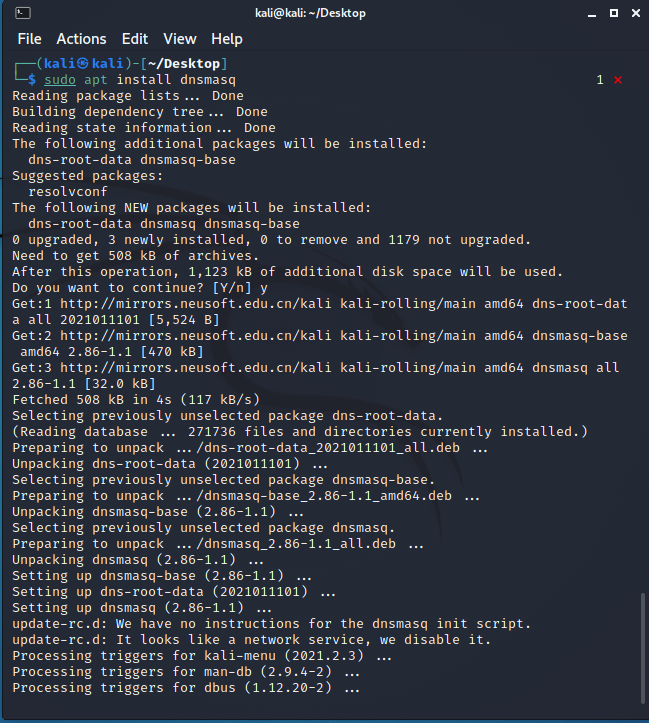 kali@kali: ~/Desktop
File Actions Edit View Help
┌──(kali㉿kali)-[~/Desktop]
└─$ sudo apt install dnsmasq 1 ⨯
Reading package lists... Done
Building dependency tree... Done
Reading state information... Done
The following additional packages will be installed:
  dns-root-data dnsmasq-base
Suggested packages:
  resolvconf
The following NEW packages will be installed:
  dns-root-data dnsmasq dnsmasq-base
0 upgraded, 3 newly installed, 0 to remove and 1179 not upgraded.
Need to get 508 kB of archives.
After this operation, 1,123 kB of additional disk space will be used.
Do you want to continue? [Y/n] y
Get:1 http://mirrors.neusoft.edu.cn/kali kali-rolling/main amd64 dns-root-dat
a all 2021011101 [5,524 B]
Get:2 http://mirrors.neusoft.edu.cn/kali kali-rolling/main amd64 dnsmasq-base
 amd64 2.86-1.1 [470 kB]
Get:3 http://mirrors.neusoft.edu.cn/kali kali-rolling/main amd64 dnsmasq all
2.86-1.1 [32.0 kB]
Fetched 508 kB in 4s (117 kB/s)
Selecting previously unselected package dns-root-data.
(Reading database ... 271736 files and directories currently installed.)
Preparing to unpack .../dns-root-data_2021011101_all.deb ...
Unpacking dns-root-data (2021011101) ...
Selecting previously unselected package dnsmasq-base.
Preparing to unpack .../dnsmasq-base_2.86-1.1_amd64.deb ...
Unpacking dnsmasq-base (2.86-1.1) ...
Selecting previously unselected package dnsmasq.
Preparing to unpack .../dnsmasq_2.86-1.1_all.deb ...
Unpacking dnsmasq (2.86-1.1) ...
Setting up dnsmasq-base (2.86-1.1) ...
Setting up dns-root-data (2021011101) ...
Setting up dnsmasq (2.86-1.1) ...
update-rc.d: We have no instructions for the dnsmasq init script.
update-rc.d: It looks like a network service, we disable it.
Processing triggers for kali-menu (2021.2.3) ...
Processing triggers for man-db (2.9.4-2) ...
Processing triggers for dbus (1.12.20-2) ...